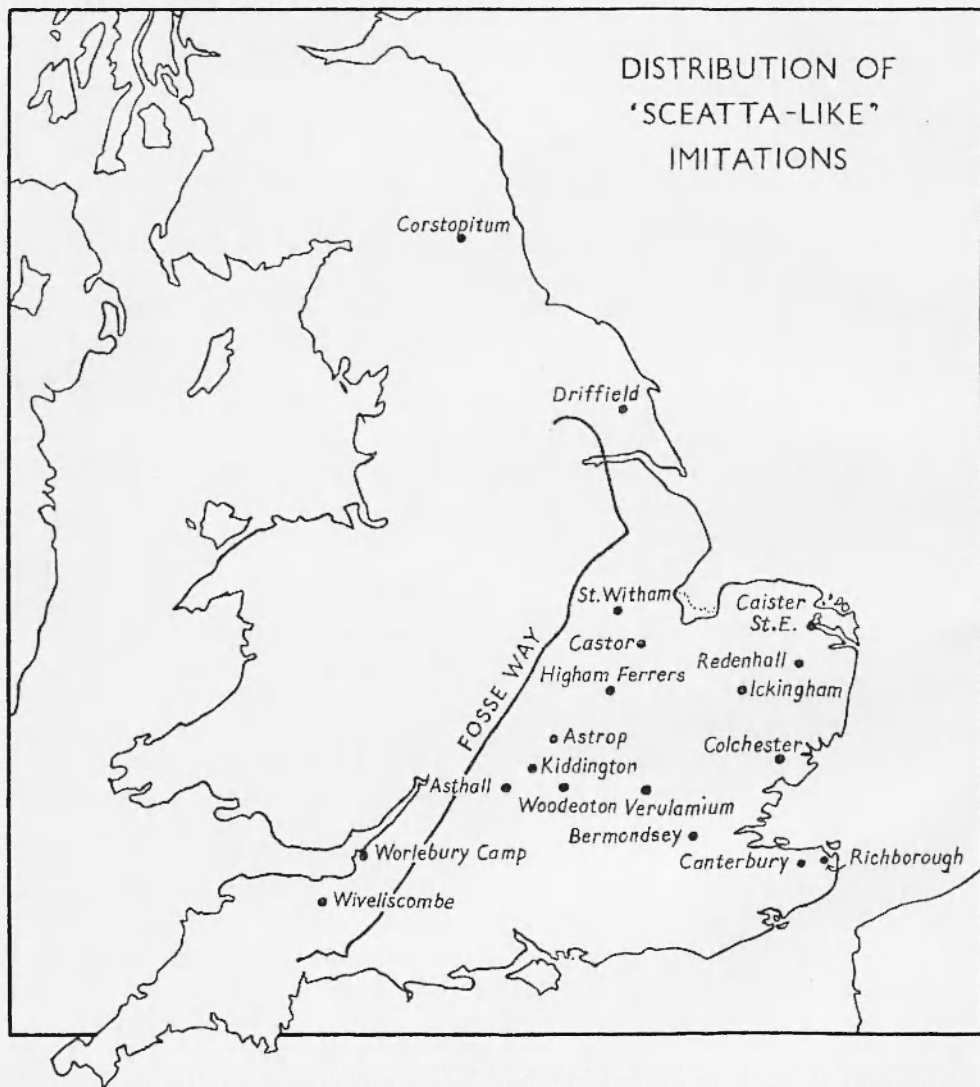 DISTRIBUTION OF
'SCEATTA-LIKE'
IMITATIONS
Corstopitum
Driffield
St. Witham
Caister
St. E.
Castor
Redenhall
Higham Ferrers
Ickingham
FOSSE WAY
Astrop
Colchester
Kiddington
Asthall
Woodeaton
Verulamium
Bermondsey
Worlebury Camp
Canterbury
Richborough
Wiveliscombe